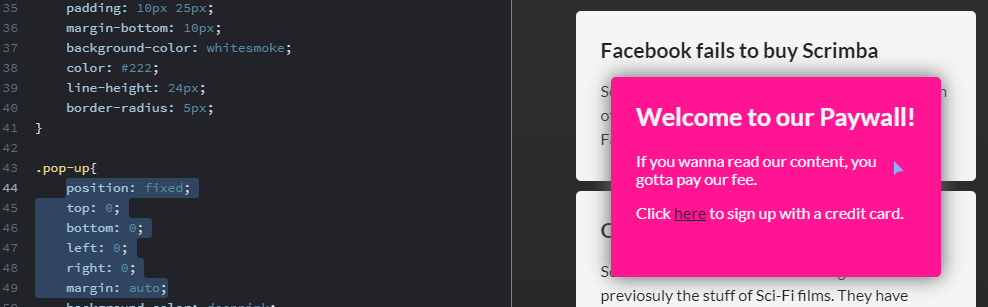 35 padding: 10px 25px;
36 margin-bottom: 10px;
37 background-color: whitesmoke;
38 color: #222;
39 line-height: 24px;
40 border-radius: 5px;
41 }
42
43 .pop-up{
44 position: fixed;
45 top: 0;
46 bottom: 0;
47 left: 0;
48 right: 0;
49 margin: auto;
background-color: deeppink;
Facebook fails to buy Scrimba
Welcome to our Paywall!
If you wanna read our content, you
gotta pay our fee.
Click here to sign up with a credit card.
previosuly the stuff of Sci-Fi films. They have